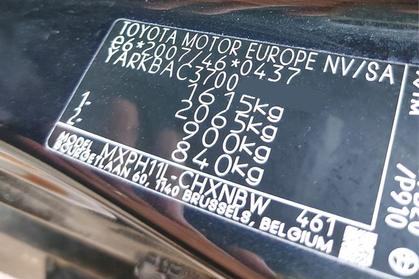 TOYOTA MOTOR EUROPE NV/SA
e6*2007/46*0437
YARKBAC3700
1615kg
2065kg
1- 900kg
2- 840kg
MODEL MXPH11L-CHXNBW 461
BOURGETLAAN 60, 1140 BRUSSELS, BELGIUM